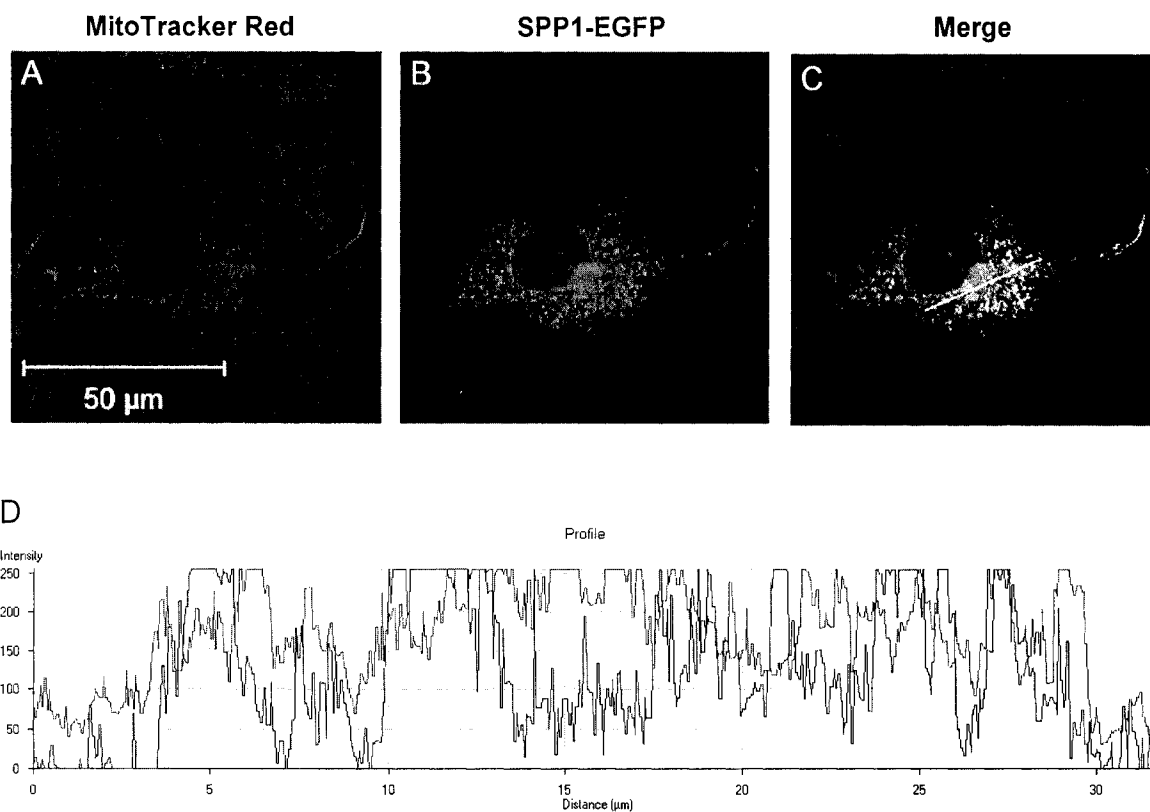 MitoTracker Red SPP1-EGFP Merge
A B C
50 µm
D
Profile
Intensity
250
200
150
100
50
0
0 5 10 15 20 25 30
Distance (µm)